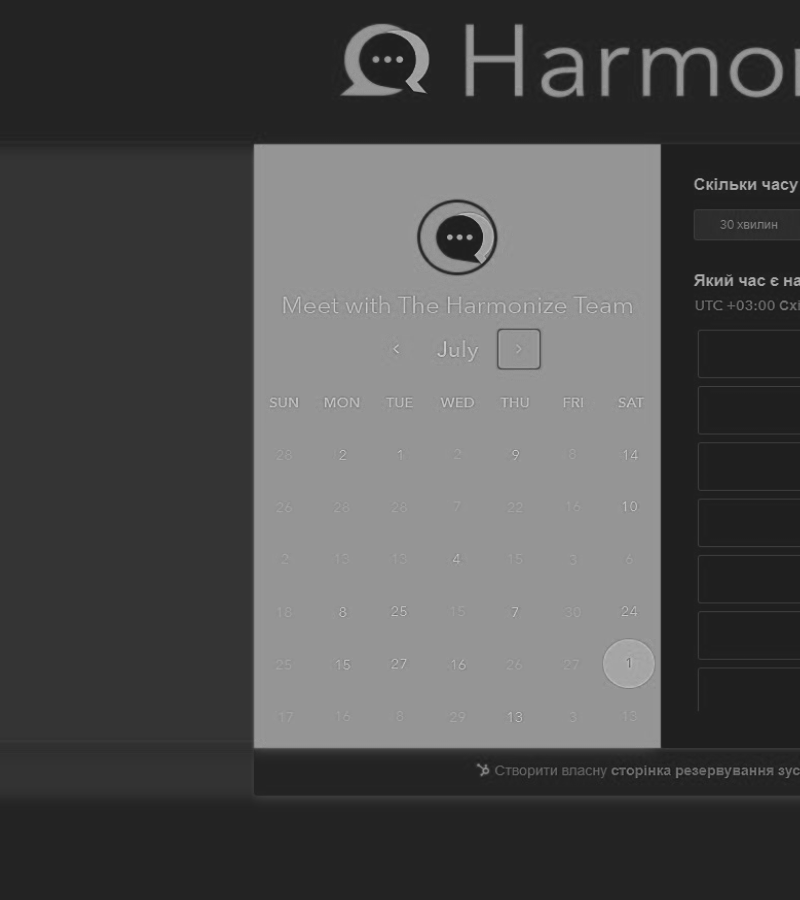 Harmon
Meet with The Harmonize Team
July
SUN MON TUE WED THU FRI SAT
26 2 1 2 9 8 14
26 28 28 7 22 16 10
2 13 13 4 15 3 6
18 8 25 15 7 30 24
25 15 27 16 26 27 1
17 16 8 29 13 3 13
Скільки часу
30 хвилин
Який час є на
UTC +03:00 Схі
Створити власну сторінка резервування зус